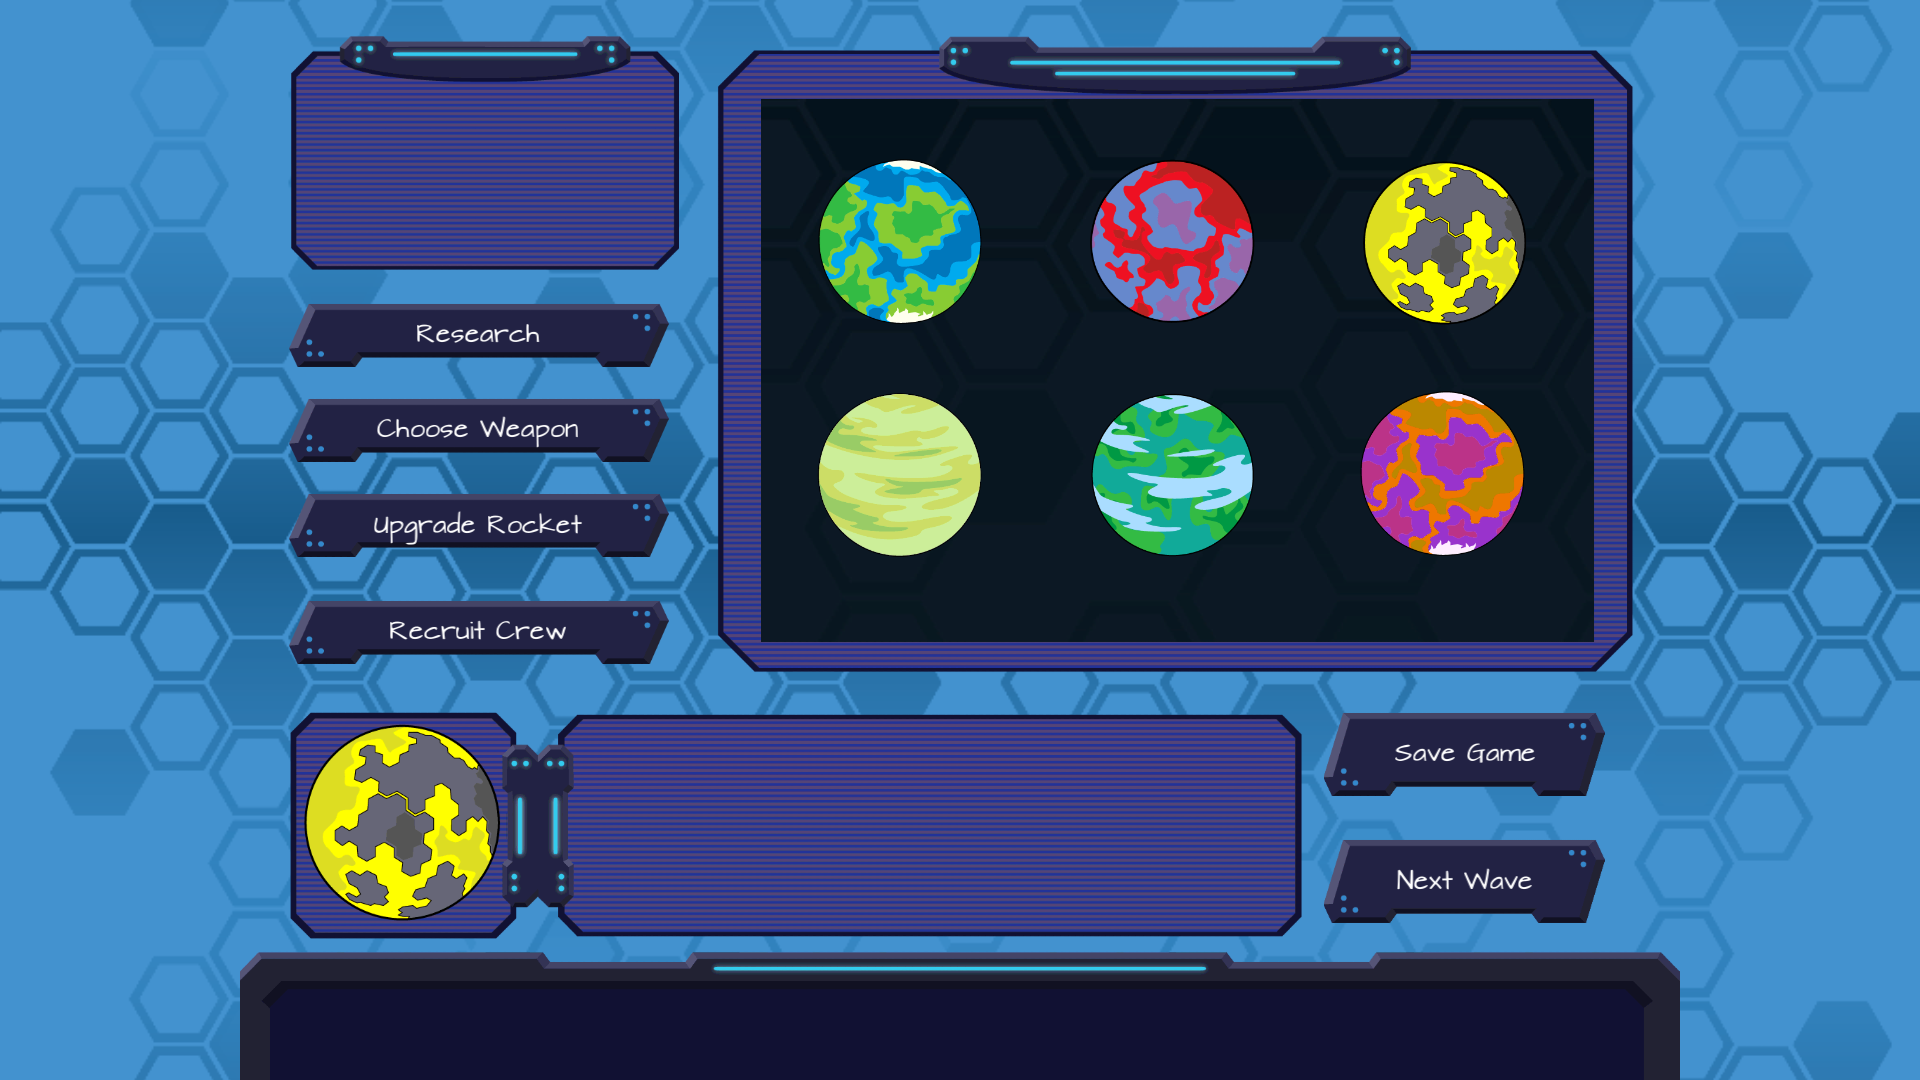 Research
Choose Weapon
Upgrade Rocket
Recruit Crew
Save Game
Next Wave